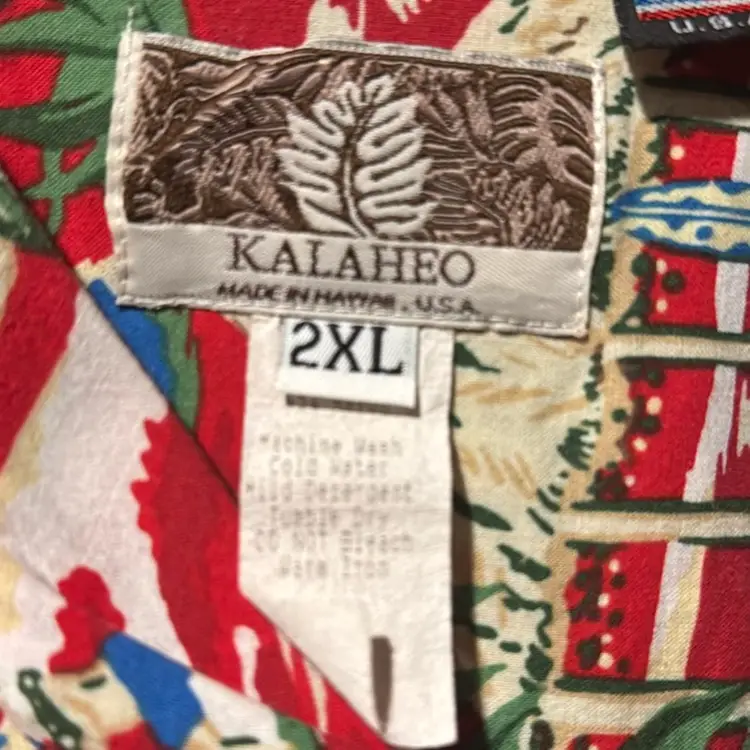 U.S.A
KALAHEO
MADE IN HAWAII, U.S.A.
2XL
Machine Wash
Cold Water
Mild Detergent
Tumble Dry
DO NOT Bleach
Warm Iron